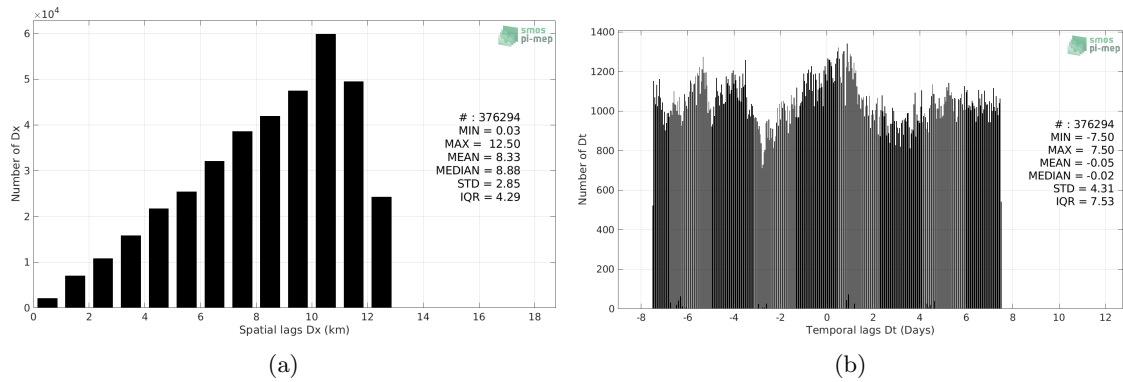 ×10⁴
6
5
4
3
2
1
0
Number of Dx
0 2 4 6 8 10 12 14 16 18
Spatial lags Dx (km)
smos
pi-mep
# : 376294
MIN = 0.03
MAX = 12.50
MEAN = 8.33
MEDIAN = 8.88
STD = 2.85
IQR = 4.29
(a)
1400
1200
1000
800
600
400
200
0
Number of Dt
-8 -6 -4 -2 0 2 4 6 8 10 12
Temporal lags Dt (Days)
smos
pi-mep
# : 376294
MIN = -7.50
MAX = 7.50
MEAN = -0.05
MEDIAN = -0.02
STD = 4.31
IQR = 7.53
(b)